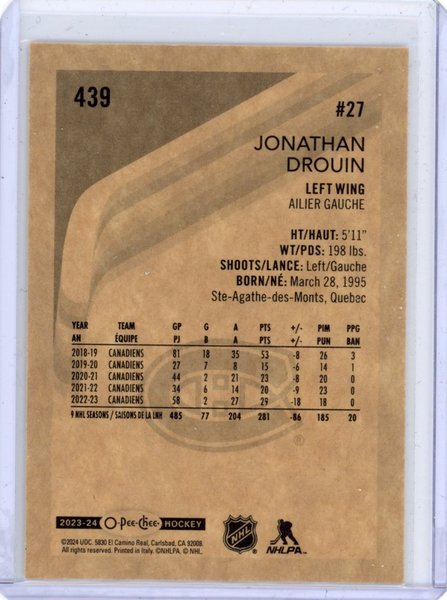 439
#27
JONATHAN
DROUIN
LEFT WING
AILIER GAUCHE
HT/HAUT: 5'11"
WT/PDS: 198 lbs.
SHOOTS/LANCE: Left/Gauche
BORN/NÉ: March 28, 1995
Ste-Agathe-des-Monts, Quebec
YEAR TEAM GP G A PTS +/- PIM PPG
AN ÉQUIPE PJ B A PTS +/- PUN BAN
2018-19 CANADIENS 81 18 35 53 -8 26 3
2019-20 CANADIENS 27 7 8 15 -6 14 1
2020-21 CANADIENS 44 2 21 23 -8 20 0
2021-22 CANADIENS 34 6 14 20 -9 23 0
2022-23 CANADIENS 58 2 27 29 -18 18 0
9 NHL SEASONS / SAISONS DE LA LNH 485 77 204 281 -86 185 20
®
2023-24 O-Pee-Chee HOCKEY
©2024 UDC. 5830 El Camino Real, Carlsbad, CA 92008.
All rights reserved. Printed in Italy. ©NHLPA. © NHL.
NHL
NHLPA